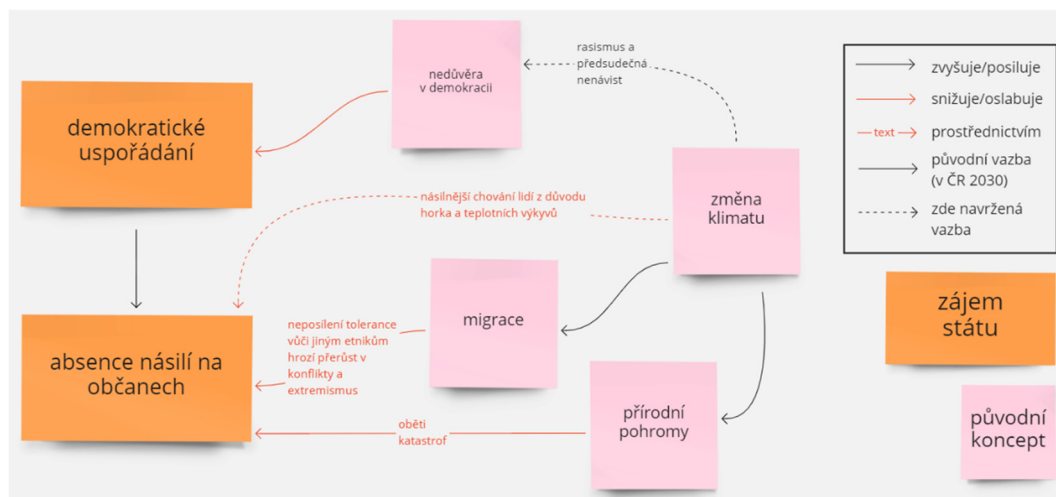 rasismus a
předsudečná
nenávist
nedůvěra
v demokracii
demokratické
uspořádání
násilnější chování lidí z důvodu
horka a teplotních výkyvů
změna
klimatu
migrace
neposílení tolerance
vůči jiným etnikům
hrozí přerůst v
konflikty a
extremismus
absence násilí na
občanech
přírodní
pohromy
oběti
katastrof
zvyšuje/posiluje
snižuje/oslabuje
text
prostřednictvím
původní vazba
(v ČR 2030)
zde navržená
vazba
zájem
státu
původní
koncept